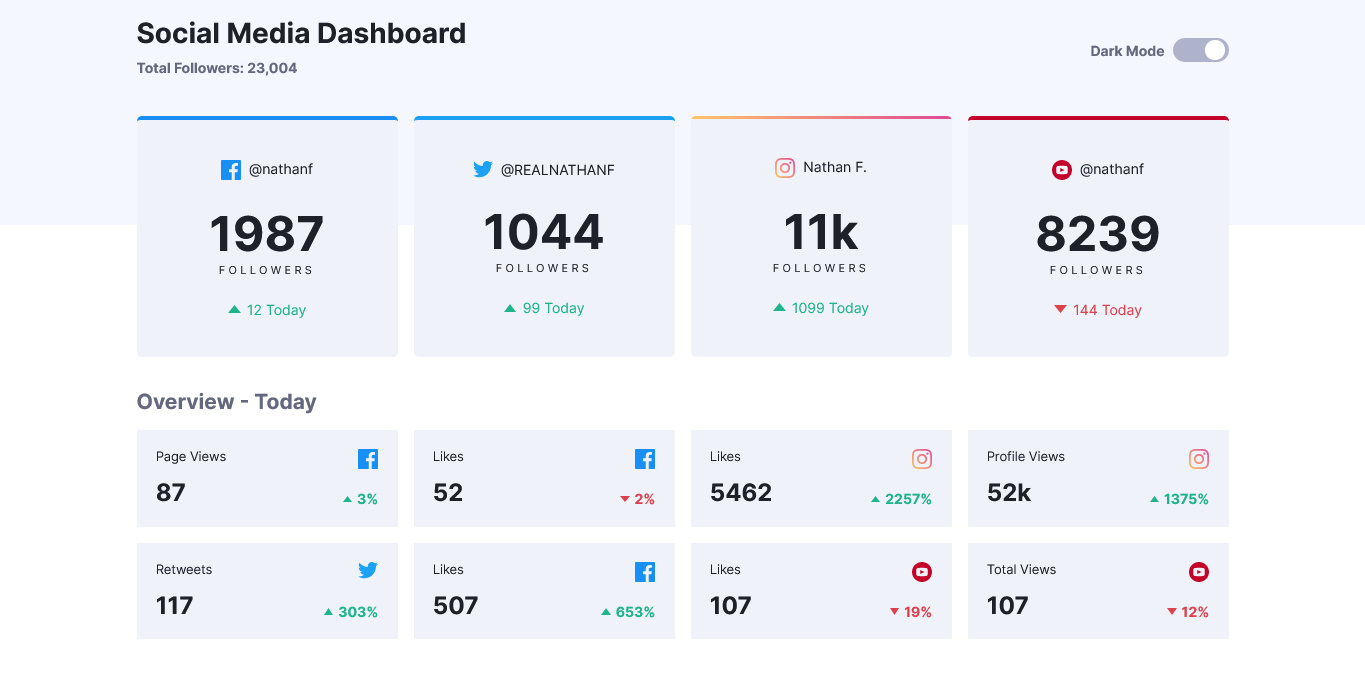 Social Media Dashboard
Total Followers: 23,004
Dark Mode
@nathanf
1987
FOLLOWERS
12 Today
@REALNATHANF
1044
FOLLOWERS
99 Today
Nathan F.
11k
FOLLOWERS
1099 Today
@nathanf
8239
FOLLOWERS
144 Today
Overview - Today
Page Views
87
3%
Likes
52
2%
Likes
5462
2257%
Profile Views
52k
1375%
Retweets
117
303%
Likes
507
653%
Likes
107
19%
Total Views
107
12%